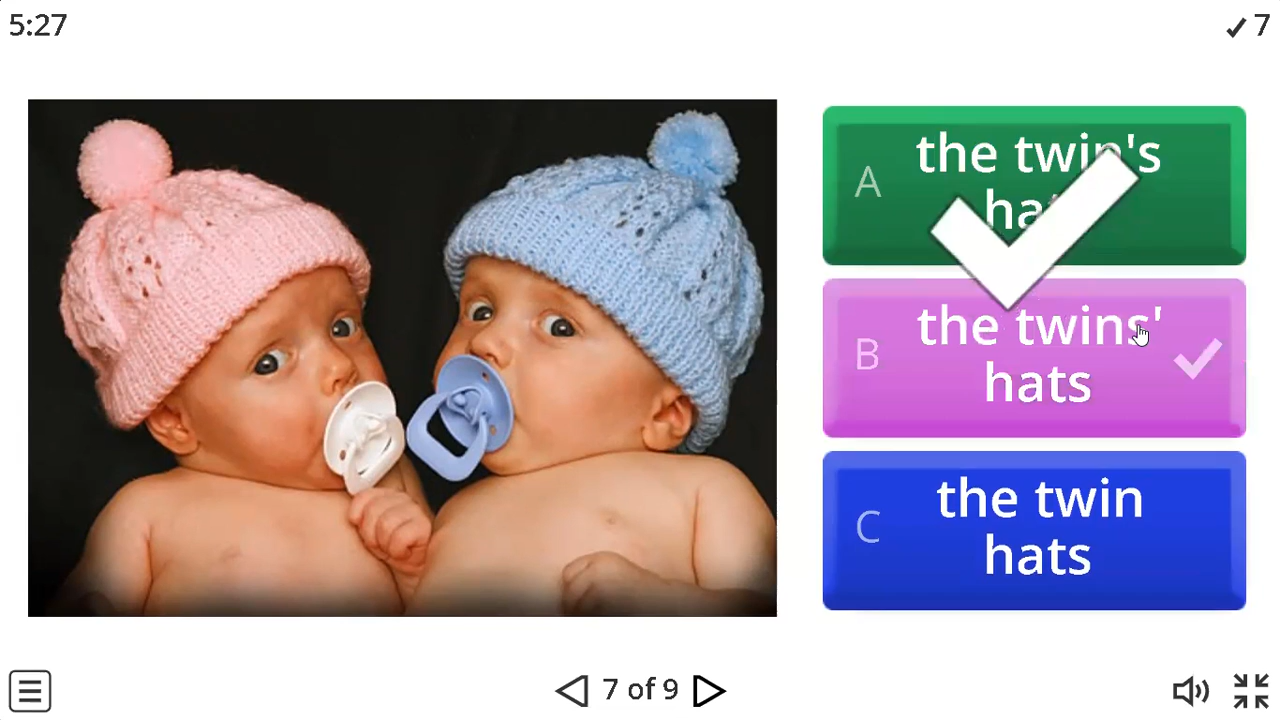 5:27
7
A
the twin's
B
the twins'
hats
C
the twin
hats
7 of 9